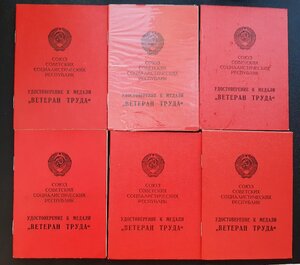 СОЮЗ
СОВЕТСКИХ
СОЦИАЛИСТИЧЕСКИХ
РЕСПУБЛИК
УДОСТОВЕРЕНИЕ К МЕДАЛИ
„ВЕТЕРАН ТРУДА“
СОЮЗ
СОВЕТСКИХ
СОЦИАЛИСТИЧЕСКИХ
РЕСПУБЛИК
УДОСТОВЕРЕНИЕ К МЕДАЛИ
„ВЕТЕРАН ТРУДА“
СОЮЗ
СОВЕТСКИХ
СОЦИАЛИСТИЧЕСКИХ
РЕСПУБЛИК
УДОСТОВЕРЕНИЕ К МЕДАЛИ
„ВЕТЕРАН ТРУДА“
СОЮЗ
СОВЕТСКИХ
СОЦИАЛИСТИЧЕСКИХ
РЕСПУБЛИК
УДОСТОВЕРЕНИЕ К МЕДАЛИ
„ВЕТЕРАН ТРУДА“
СОЮЗ
СОВЕТСКИХ
СОЦИАЛИСТИЧЕСКИХ
РЕСПУБЛИК
УДОСТОВЕРЕНИЕ К МЕДАЛИ
„ВЕТЕРАН ТРУДА“
СОЮЗ
СОВЕТСКИХ
СОЦИАЛИСТИЧЕСКИХ
РЕСПУБЛИК
УДОСТОВЕРЕНИЕ К МЕДАЛИ
„ВЕТЕРАН ТРУДА“